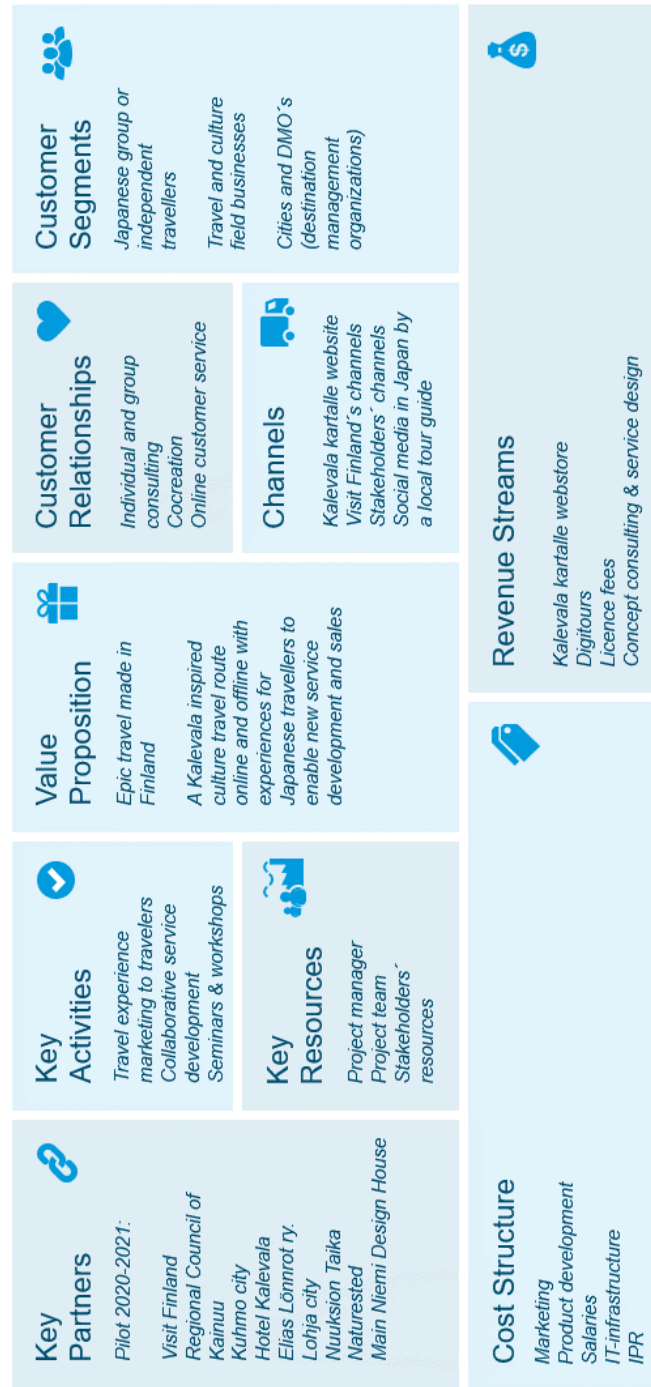 Key
Partners
Pilot 2020-2021:
Visit Finland
Regional Council of
Kainuu
Kuhmo city
Hotel Kalevala
Elias Lönnrot ry.
Lohja city
Nuuksion Taika
Naturested
Main Niemi Design House
Key
Activities
Travel experience
marketing to travelers
Collaborative service
development
Seminars & workshops
Key
Resources
Project manager
Project team
Stakeholders´
resources
Value
Proposition
Epic travel made in
Finland
A Kalevala inspired
culture travel route
online and offline with
experiences for
Japanese travellers to
enable new service
development and sales
Customer
Relationships
Individual and group
consulting
Cocreation
Online customer service
Channels
Kalevala kartalle website
Visit Finland´s channels
Stakeholders´ channels
Social media in Japan by
a local tour guide
Customer
Segments
Japanese group or
independent
travellers
Travel and culture
field businesses
Cities and DMO´s
(destination
management
organizations)
Cost Structure
Marketing
Product development
Salaries
IT-infrastructure
IPR
Revenue Streams
$
Kalevala kartalle webstore
Digitours
Licence fees
Concept consulting & service design